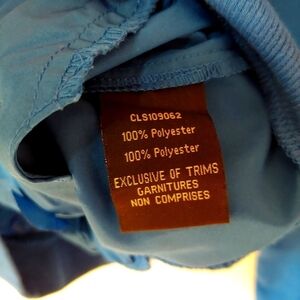 CLS109062
100% Polyester
100% Polyester
EXCLUSIVE OF TRIMS
GARNITURES
NON COMPRISES